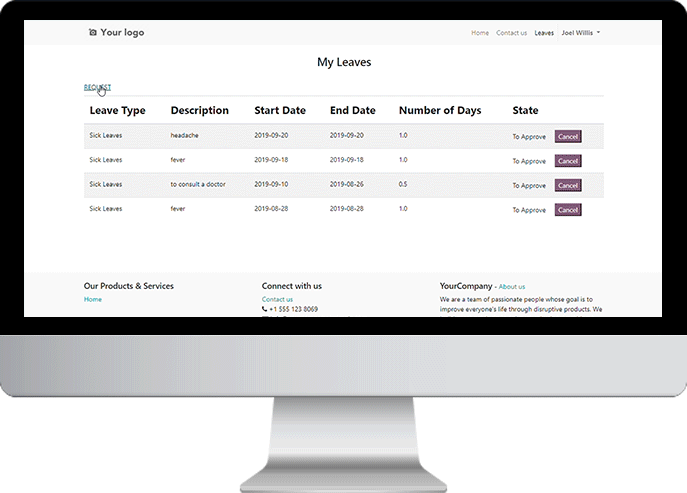 Your logo
Home Contact us Leaves Joel Willis
My Leaves
REQUEST
Leave Type Description Start Date End Date Number of Days State
Sick Leaves headache 2019-09-20 2019-09-20 1.0 To Approve Cancel
Sick Leaves fever 2019-09-18 2019-09-18 1.0 To Approve Cancel
Sick Leaves to consult a doctor 2019-09-10 2019-08-26 0.5 To Approve Cancel
Sick Leaves fever 2019-08-28 2019-08-28 1.0 To Approve Cancel
Our Products & Services
Home
Connect with us
Contact us
+1 555 123 8069
YourCompany - About us
We are a team of passionate people whose goal is to
improve everyone's life through disruptive products. We